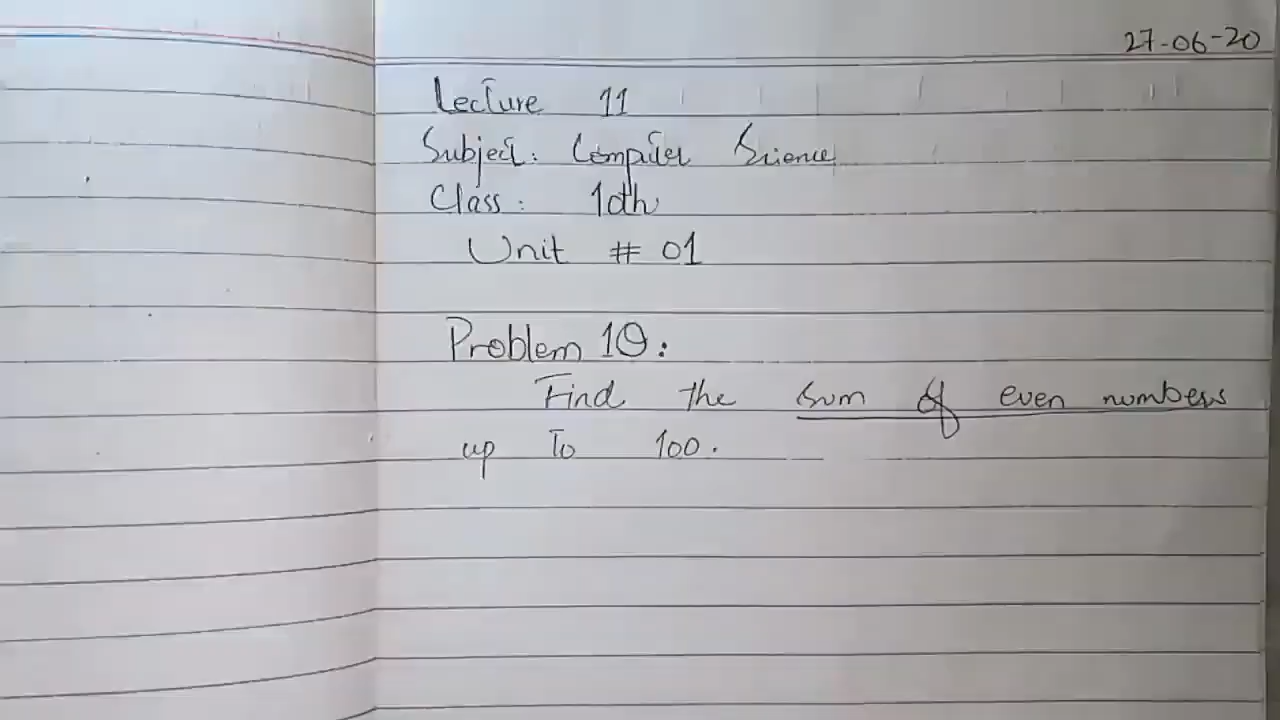 27-06-20
Lecture 11
Subject: Computer Science
Class: 10th
Unit # 01
Problem 10:
Find the sum of even numbers
up to 100.